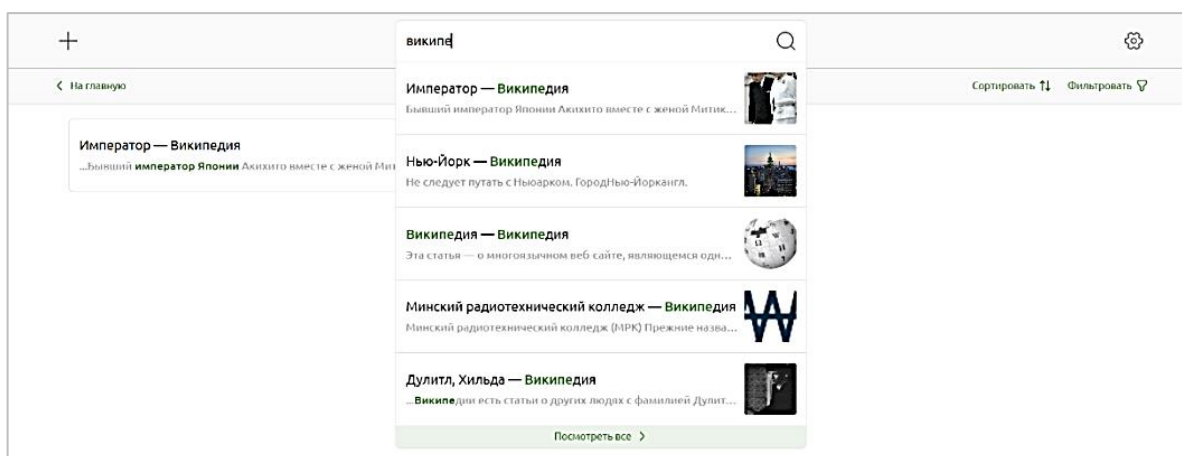 википе
На главную
Сортировать
Фильтровать
Император — Википедия
...Бывший император Японии Акихито вместе с женой Мит
Император — Википедия
Бывший император Японии Акихито вместе с женой Митик...
Нью-Йорк — Википедия
Не следует путать с Ньюарком. ГородНью-Йоркангл.
Википедия — Википедия
Эта статья — о многоязычном веб сайте, являющемся одн...
Минский радиотехнический колледж — Википедия
Минский радиотехнический колледж (МРК) Прежние назва...
Дулитл, Хильда — Википедия
...Википедии есть статьи о других людях с фамилией Дулит...
Посмотреть все